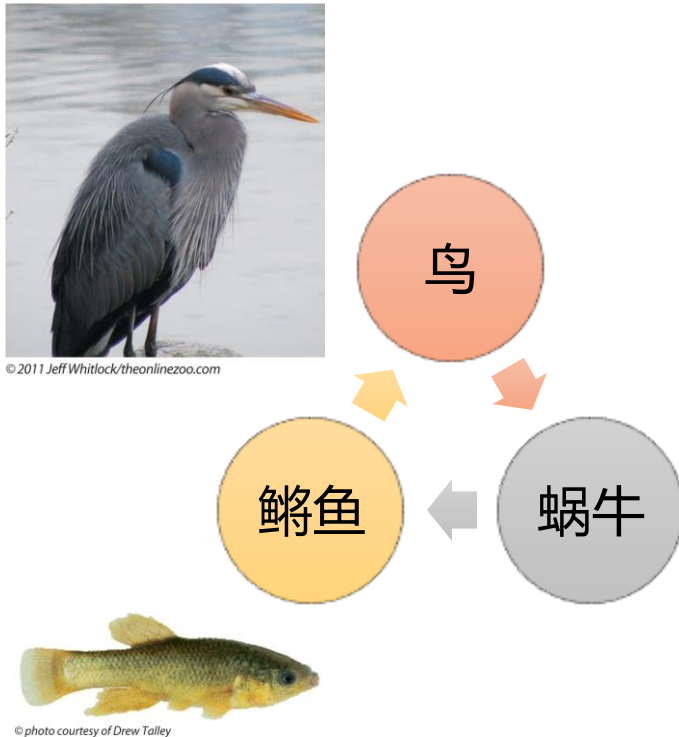 © 2011 Jeff Whitlock/theonlinezoo.com
鸟
鳉鱼
蜗牛
© photo courtesy of Drew Talley